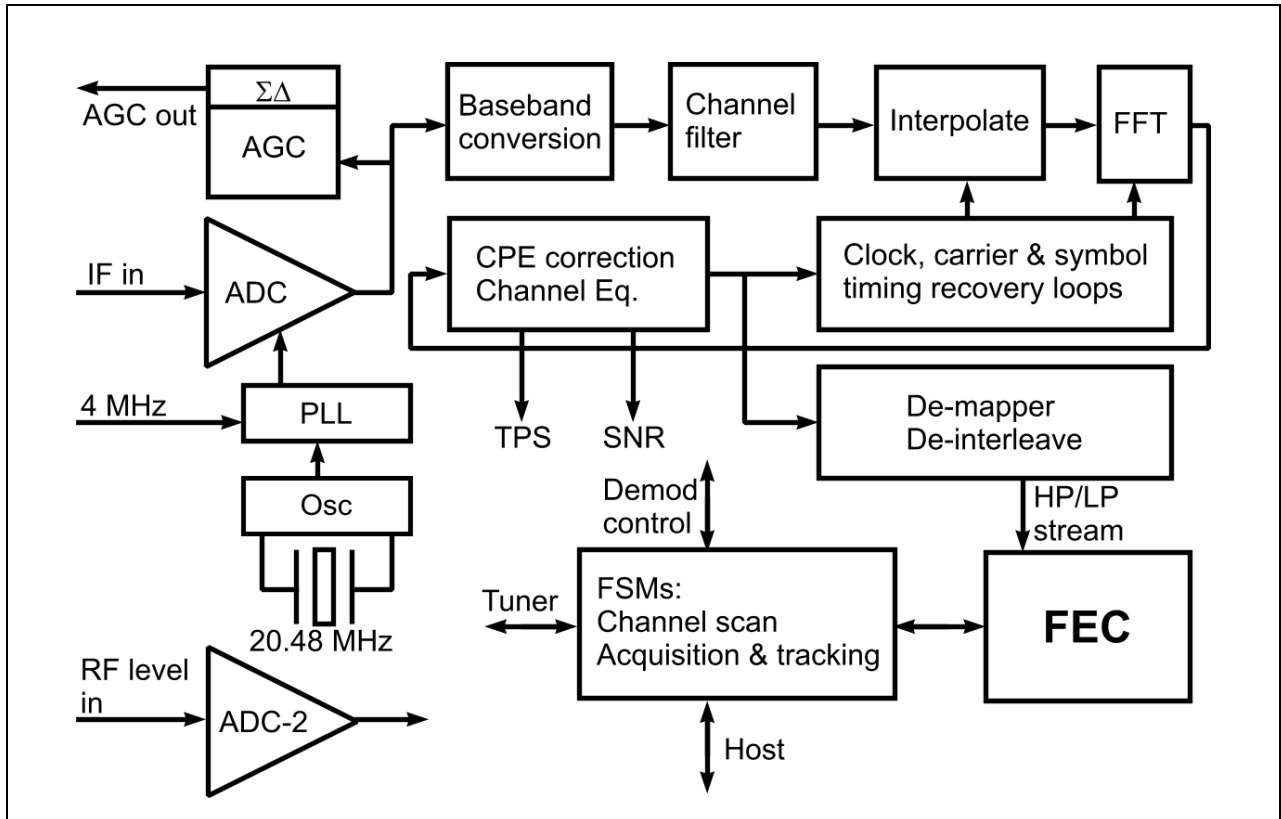 ΣΔ
AGC out
AGC
Baseband
conversion
Channel
filter
Interpolate
FFT
IF in
ADC
CPE correction
Channel Eq.
Clock, carrier & symbol
timing recovery loops
4 MHz
PLL
TPS
SNR
De-mapper
De-interleave
Osc
20.48 MHz
Demod
control
HP/LP
stream
Tuner
FSMs:
Channel scan
Acquisition & tracking
FEC
RF level
in
ADC-2
Host